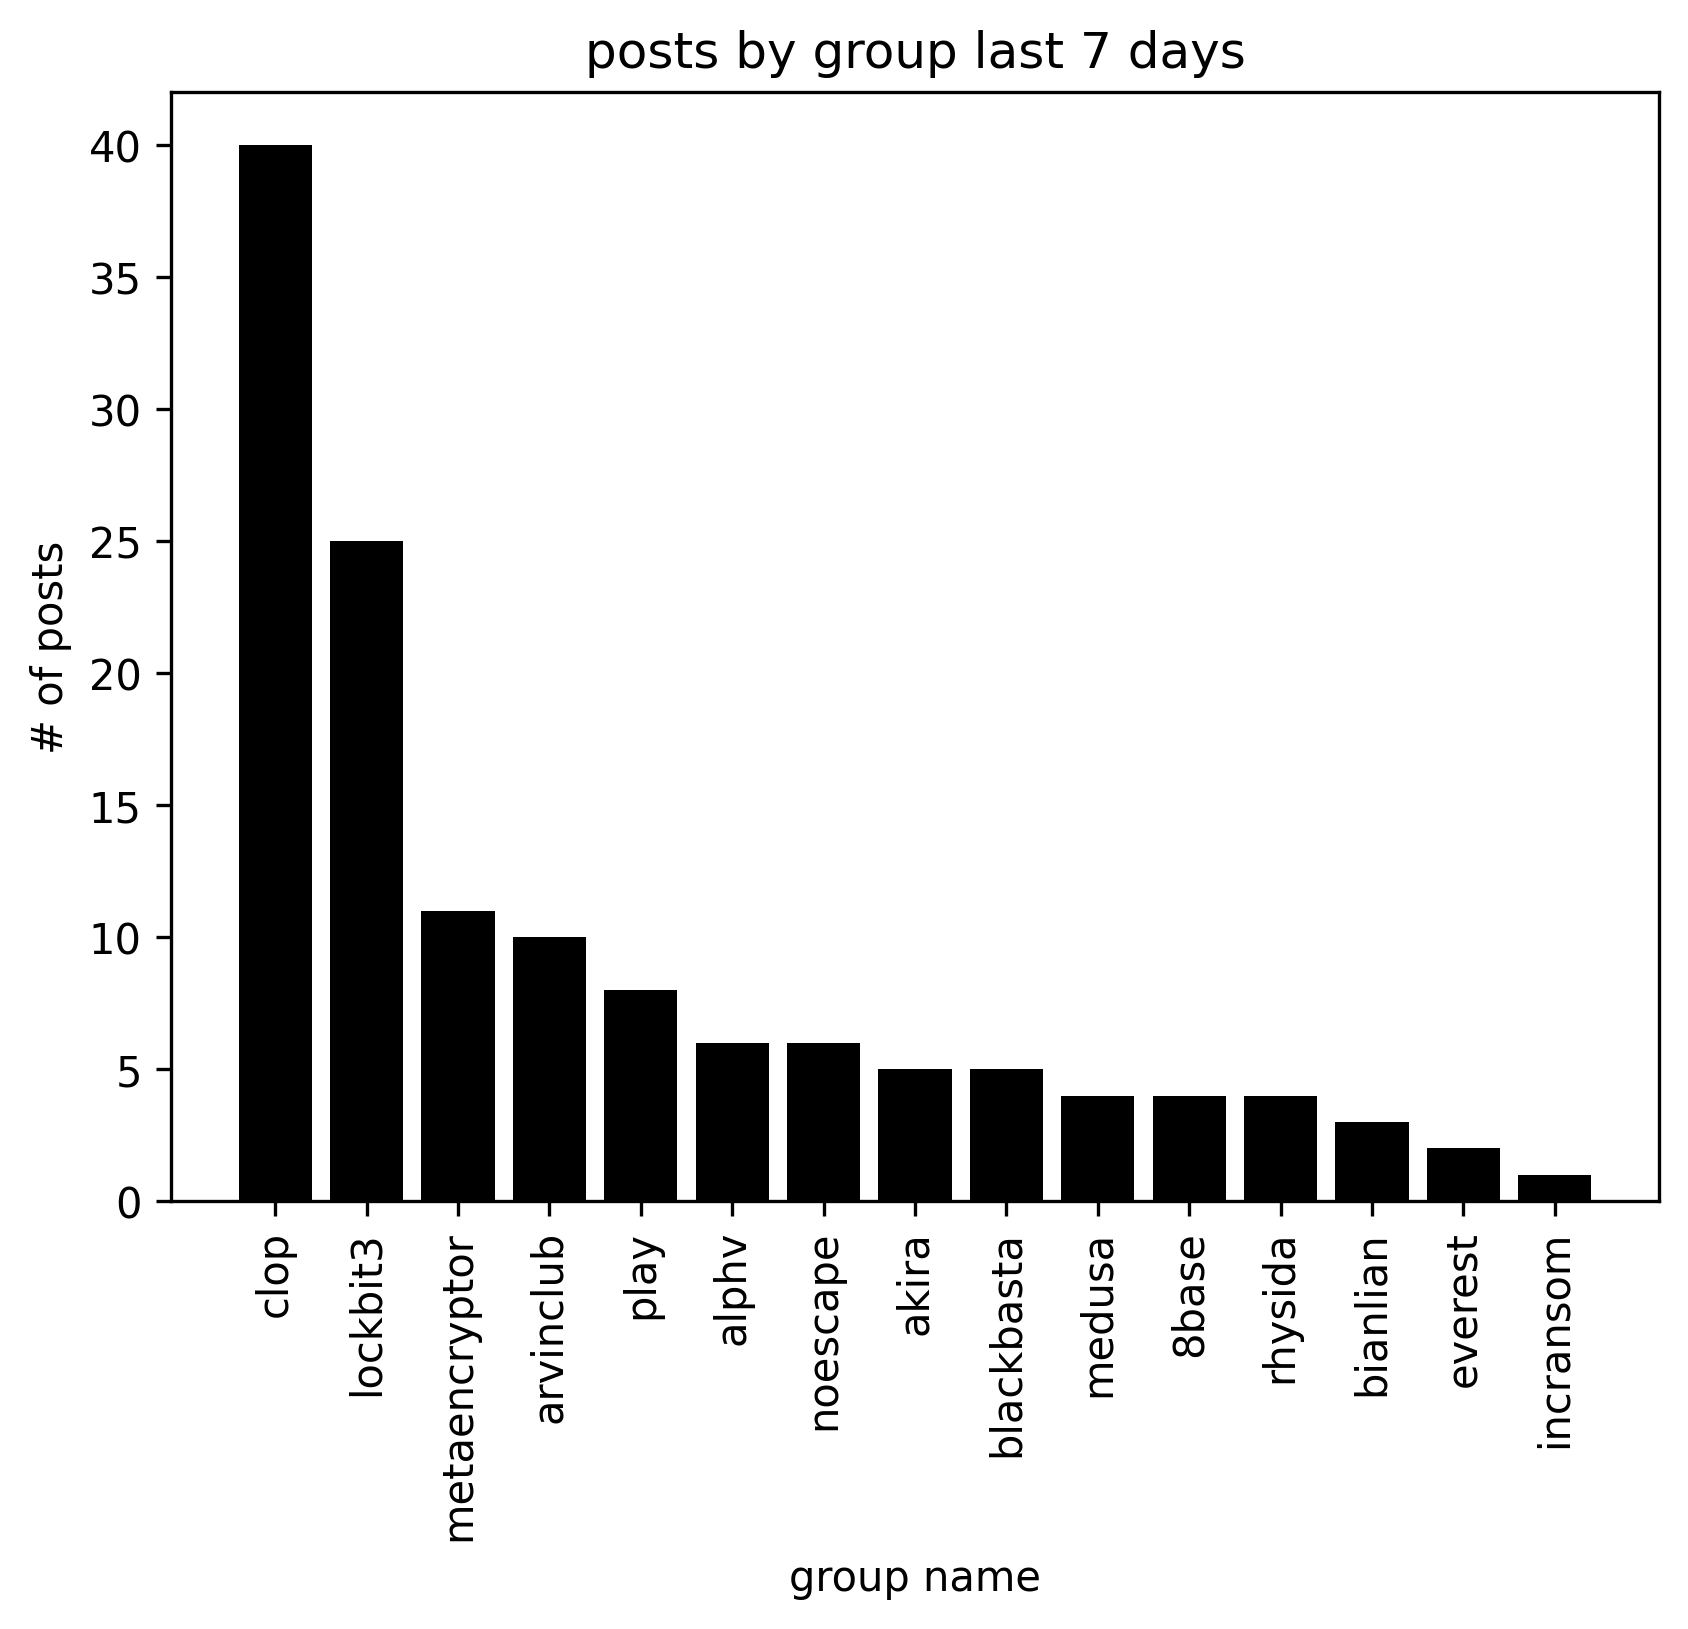 posts by group last 7 days
# of posts
40
35
30
25
20
15
10
5
0
clop
lockbit3
metaencryptor
arvinclub
play
alphv
noescape
akira
blackbasta
medusa
8base
rhysida
bianlian
everest
incransom
group name